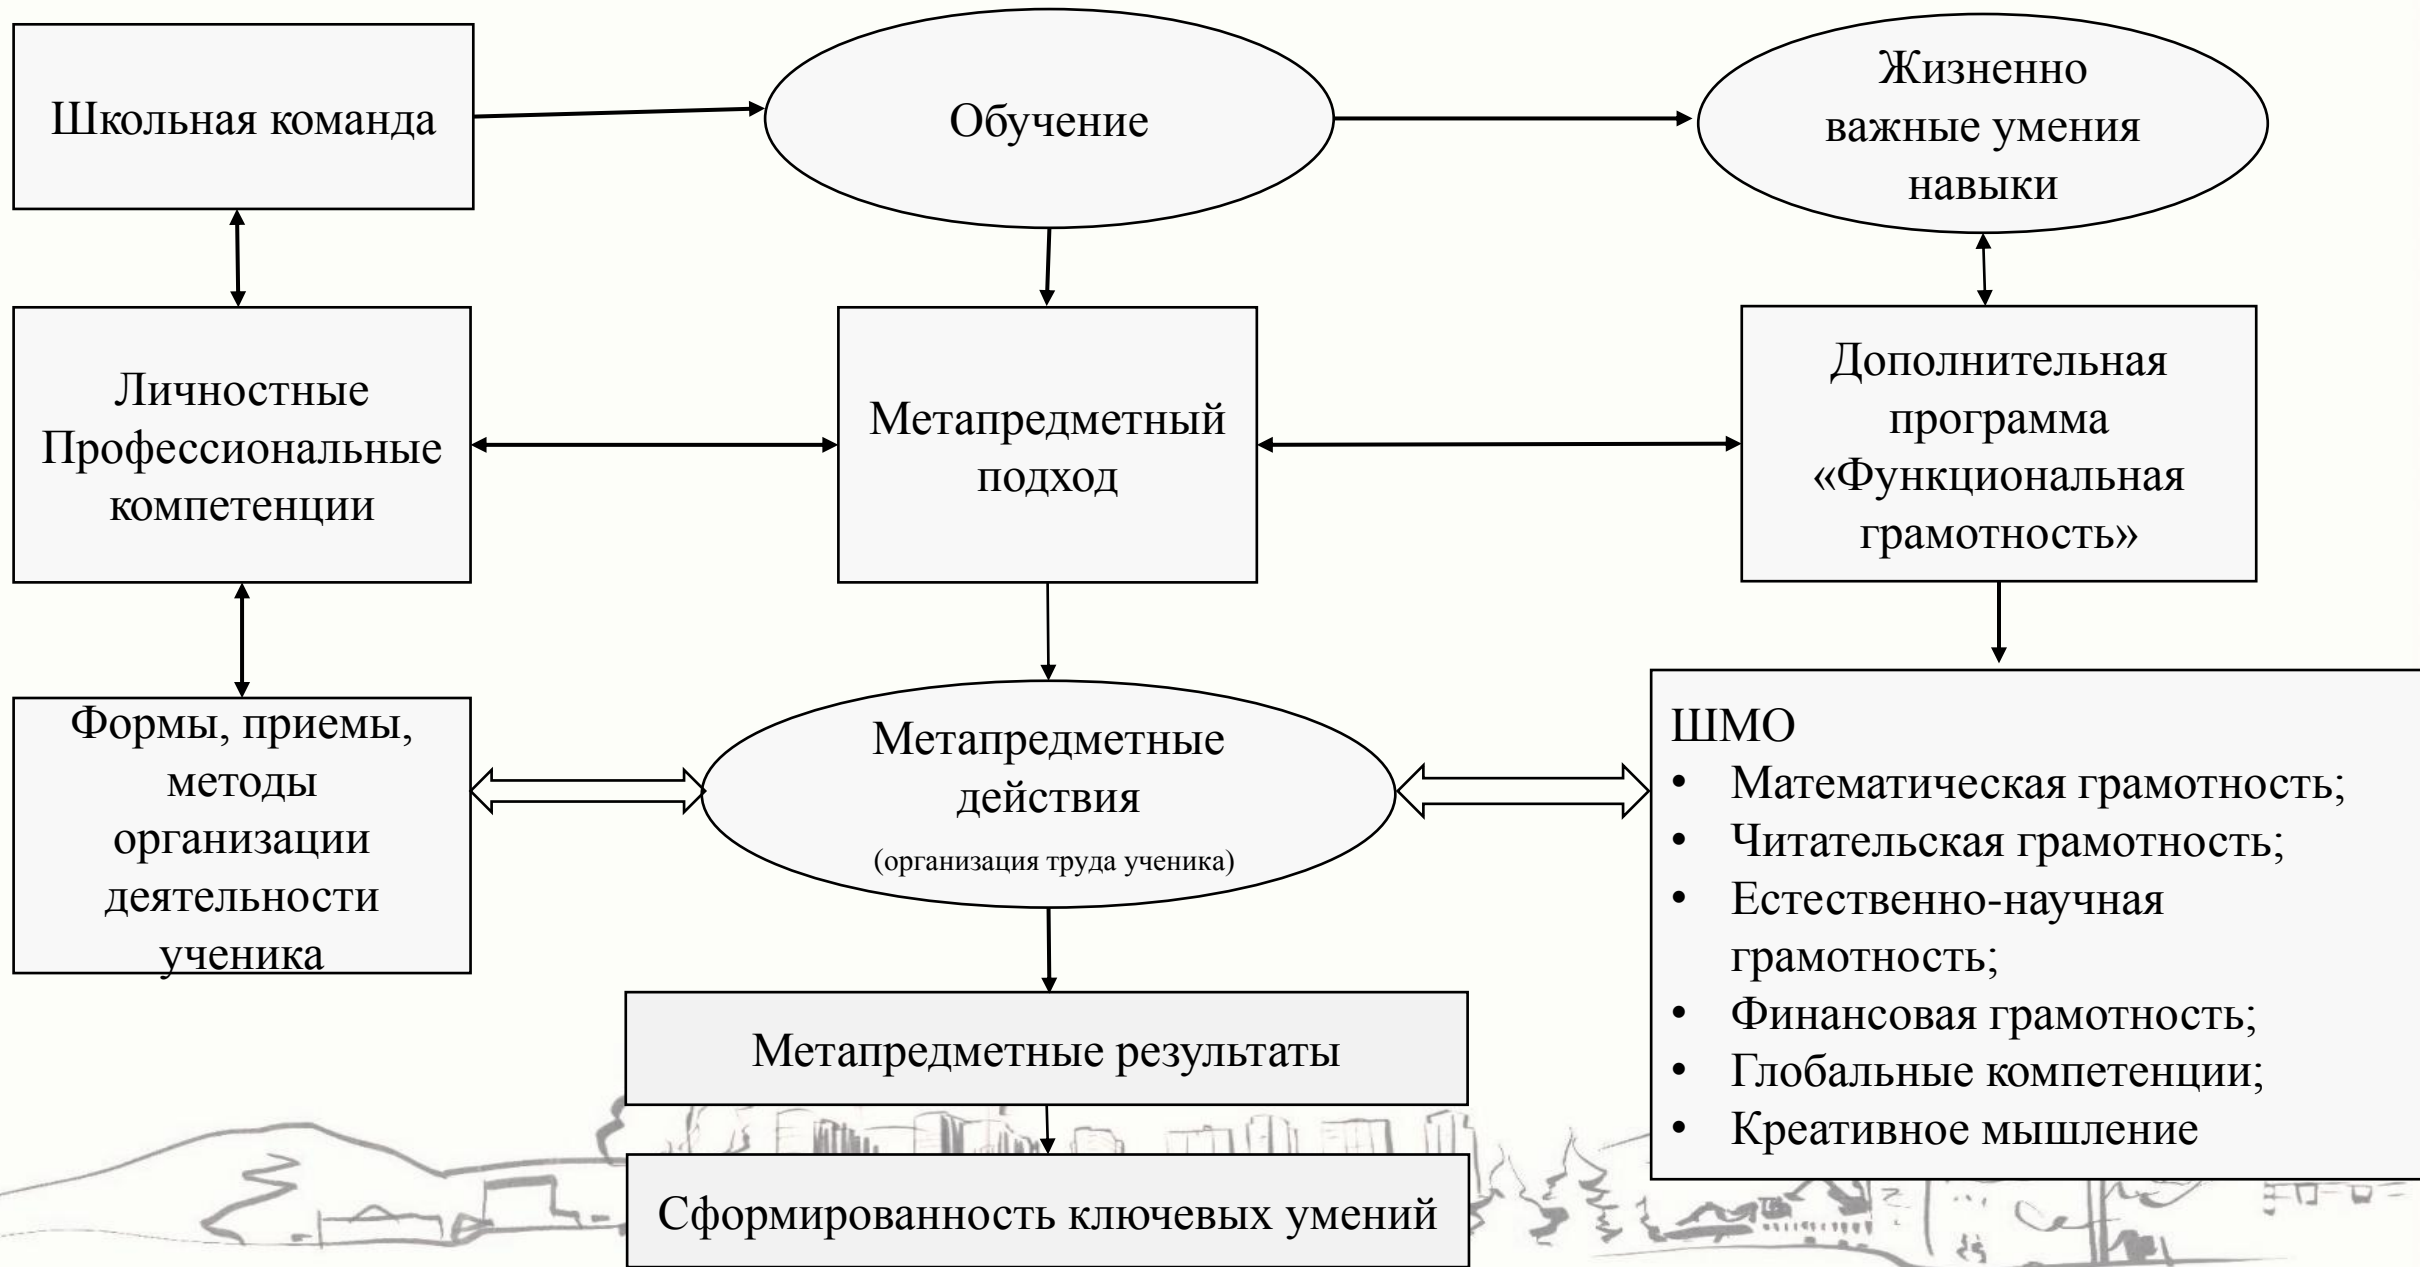 Школьная команда
Обучение
Жизненно
важные умения
навыки
Личностные
Профессиональные
компетенции
Метапредметный
подход
Дополнительная
программа
«Функциональная
грамотность»
Формы, приемы,
методы
организации
деятельности
ученика
Метапредметные
действия
(организация труда ученика)
ШМО
• Математическая грамотность;
• Читательская грамотность;
• Естественно-научная
грамотность;
• Финансовая грамотность;
• Глобальные компетенции;
• Креативное мышление
Метапредметные результаты
Сформированность ключевых умений